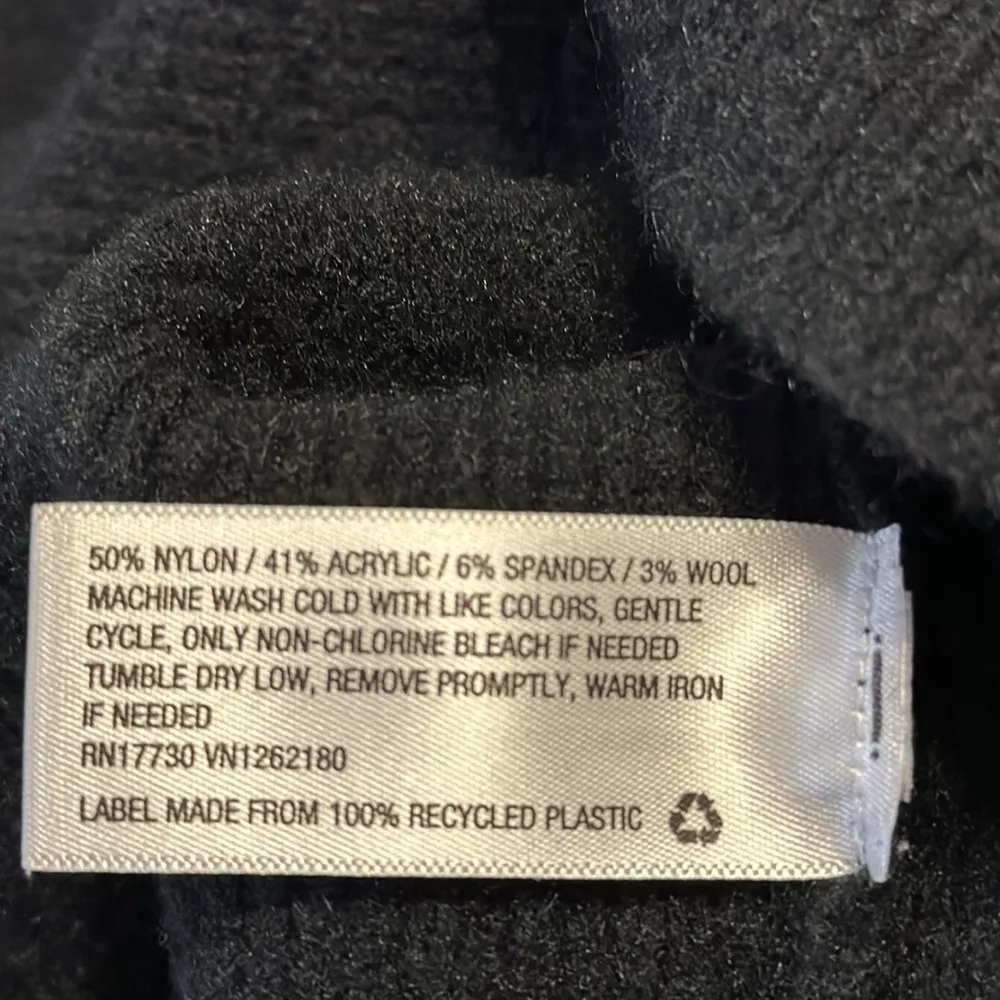 50% NYLON / 41% ACRYLIC / 6% SPANDEX / 3% WOOL
MACHINE WASH COLD WITH LIKE COLORS, GENTLE
CYCLE, ONLY NON-CHLORINE BLEACH IF NEEDED
TUMBLE DRY LOW, REMOVE PROMPTLY, WARM IRON
IF NEEDED
RN17730 VN1262180
LABEL MADE FROM 100% RECYCLED PLASTIC